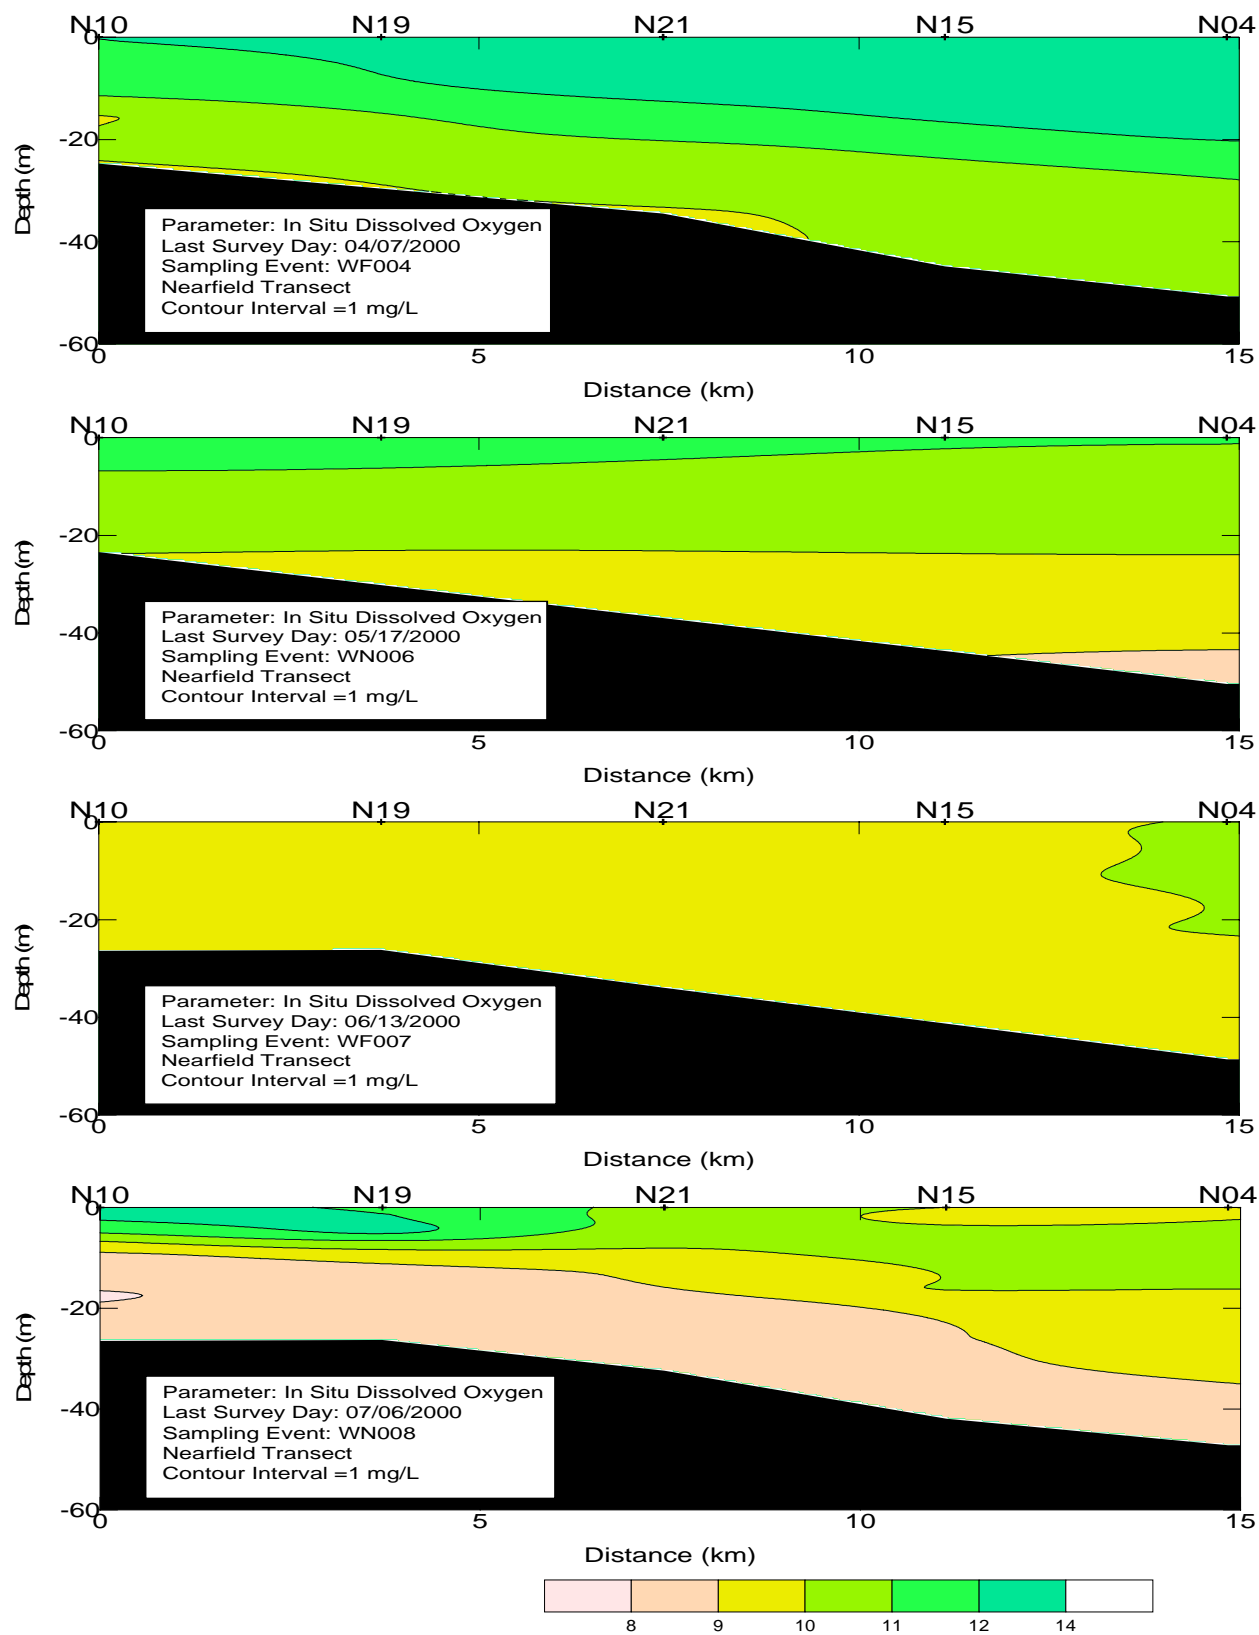 N10 N19 N21 N15 N04
0
-20
-40
-60
Depth (m)
Parameter: In Situ Dissolved Oxygen
Last Survey Day: 04/07/2000
Sampling Event: WF004
Nearfield Transect
Contour Interval =1 mg/L
0 5 10 15
Distance (km)
N10 N19 N21 N15 N04
0
-20
-40
-60
Depth (m)
Parameter: In Situ Dissolved Oxygen
Last Survey Day: 05/17/2000
Sampling Event: WN006
Nearfield Transect
Contour Interval =1 mg/L
0 5 10 15
Distance (km)
N10 N19 N21 N15 N04
0
-20
-40
-60
Depth (m)
Parameter: In Situ Dissolved Oxygen
Last Survey Day: 06/13/2000
Sampling Event: WF007
Nearfield Transect
Contour Interval =1 mg/L
0 5 10 15
Distance (km)
N10 N19 N21 N15 N04
0
-20
-40
-60
Depth (m)
Parameter: In Situ Dissolved Oxygen
Last Survey Day: 07/06/2000
Sampling Event: WN008
Nearfield Transect
Contour Interval =1 mg/L
0 5 10 15
Distance (km)
8 9 10 11 12 14